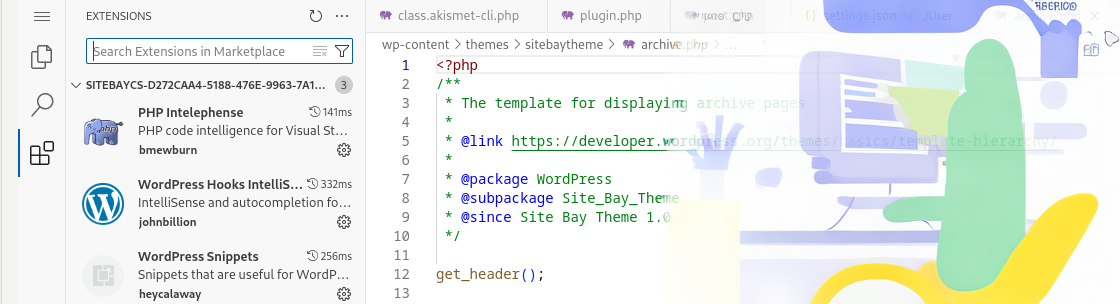 EXTENSIONS
Search Extensions in Marketplace
SITEBAYCS-D272CAA4-5188-476E-9963-7A1... 3
PHP Intelephense 141ms
PHP code intelligence for Visual St...
bmewburn
php
WordPress Hooks IntelliS... 332ms
IntelliSense and autocompletion fo...
johnbillion
WordPress Snippets 256ms
Snippets that are useful for WordP...
heycalaway
class.akismet-cli.php plugin.php settings.json ~/.../User archive.php
wp-content > themes > sitebaytheme > archive.php > ...
1 <?php
2 /**
3 * The template for displaying archive pages
4 *
5 * @link https://developer.wordpress.org/themes/basics/template-hierarchy/
6 *
7 * @package WordPress
8 * @subpackage Site_Bay_Theme
9 * @since Site Bay Theme 1.0
10 */
11
12 get_header();
13